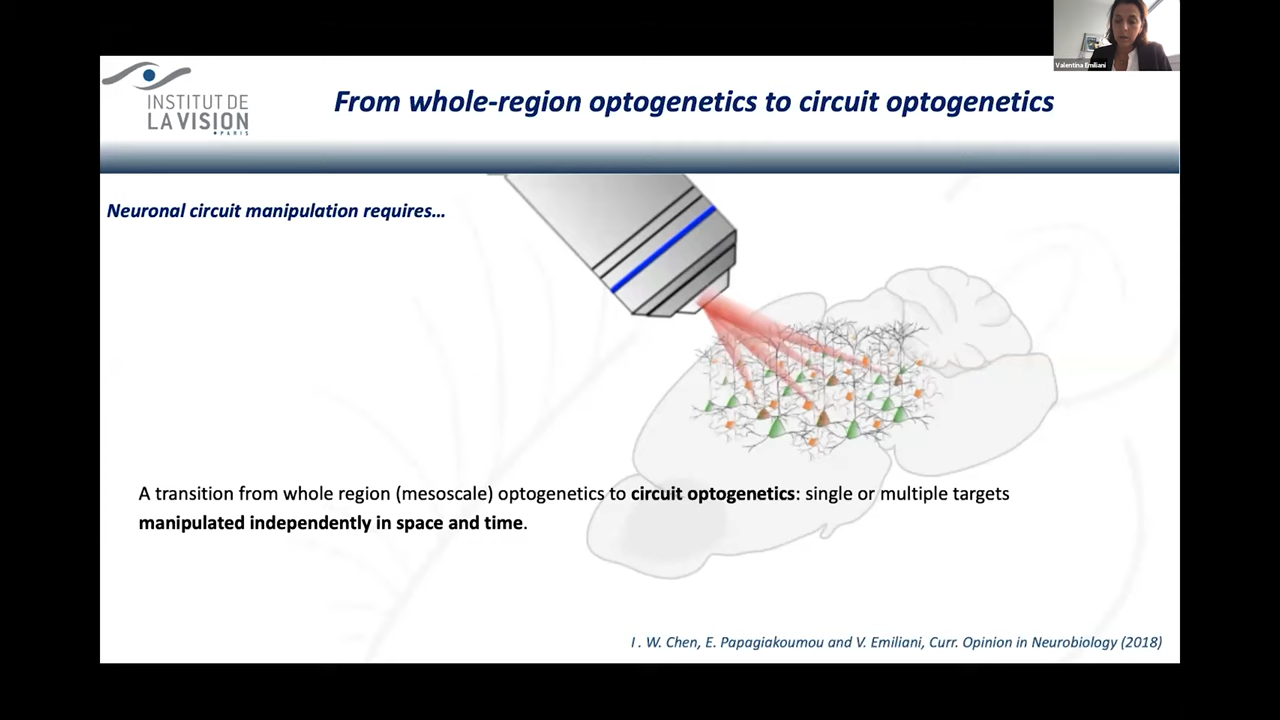 Valentina Emiliani
INSTITUT DE
LA VISION
PARIS
From whole-region optogenetics to circuit optogenetics
Neuronal circuit manipulation requires…
A transition from whole region (mesoscale) optogenetics to circuit optogenetics: single or multiple targets
manipulated independently in space and time.
I . W. Chen, E. Papagiakoumou and V. Emiliani, Curr. Opinion in Neurobiology (2018)